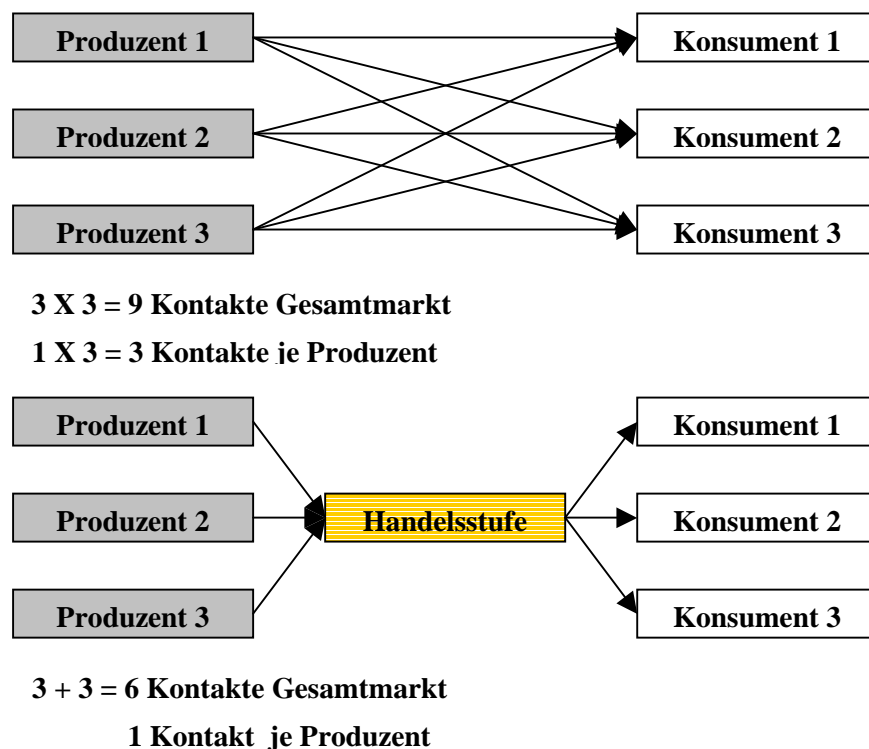 Produzent 1 Konsument 1
Produzent 2 Konsument 2
Produzent 3 Konsument 3
3 X 3 = 9 Kontakte Gesamtmarkt
1 X 3 = 3 Kontakte je Produzent
Produzent 1 Konsument 1
Produzent 2 Handelsstufe Konsument 2
Produzent 3 Konsument 3
3 + 3 = 6 Kontakte Gesamtmarkt
1 Kontakt je Produzent